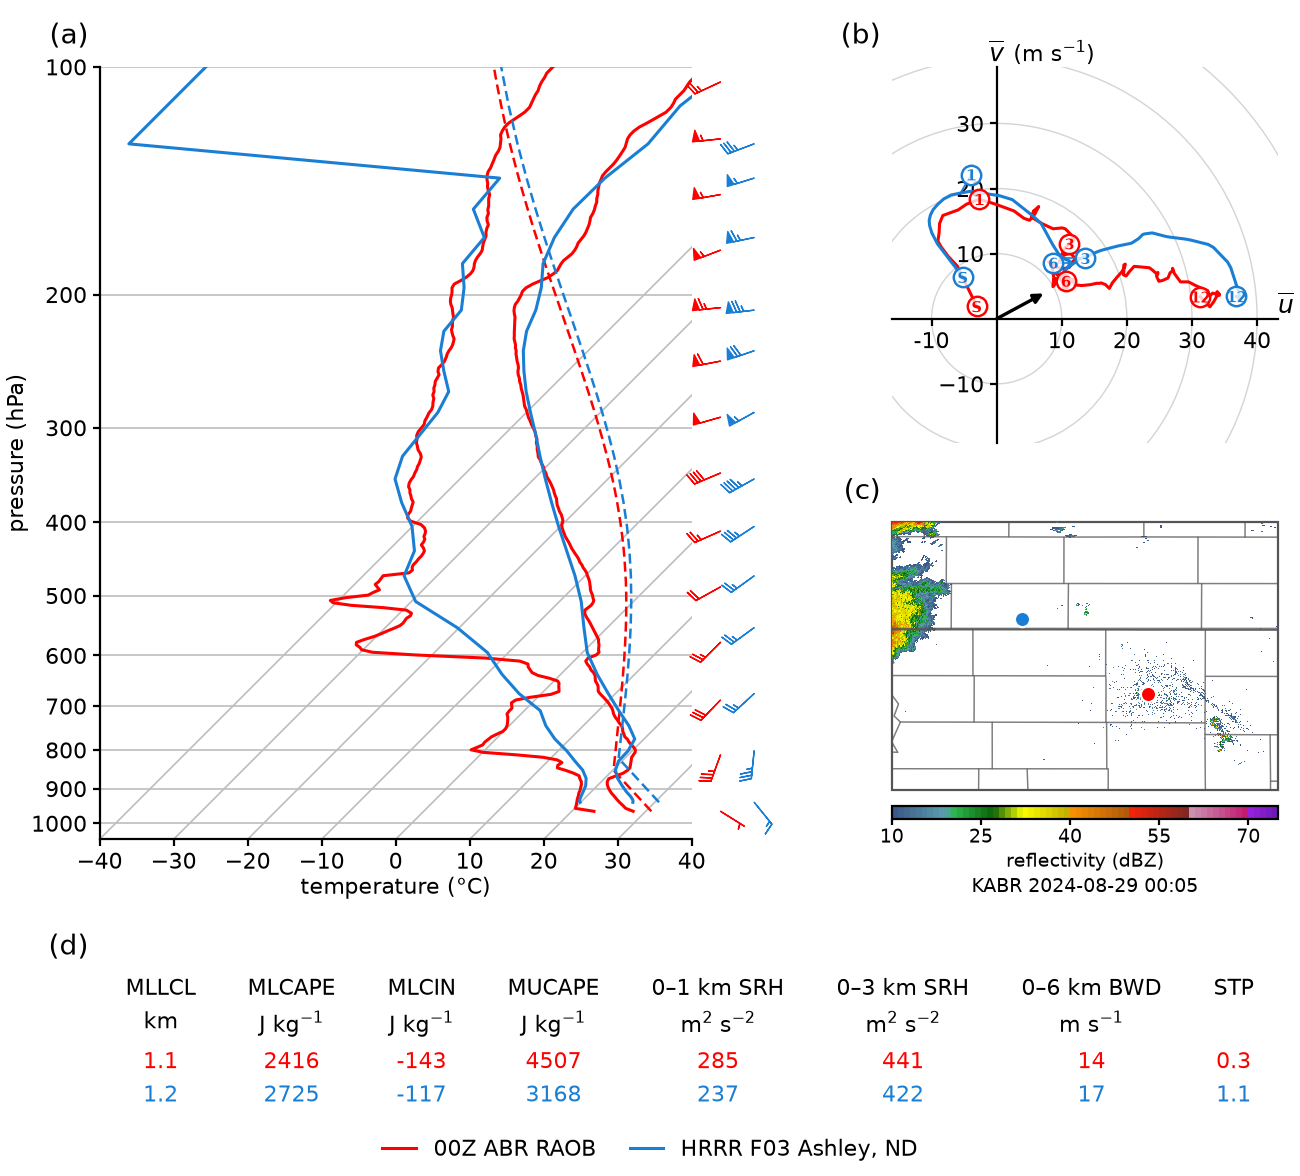 (a)
100
200
300
400
500
600
700
800
900
1000
pressure (hPa)
−40 −30 −20 −10 0 10 20 30 40
temperature (°C)
(b)
v (m s−1)
30
20
10
−10
-10 10 20 30 40
u
1 1 3 3 6 6 S S 12 12
(c)
10 25 40 55 70
reflectivity (dBZ)
KABR 2024-08-29 00:05
(d)
MLLCL MLCAPE MLCIN MUCAPE 0–1 km SRH 0–3 km SRH 0–6 km BWD STP
km J kg−1 J kg−1 J kg−1 m2 s−2 m2 s−2 m s−1
1.1 2416 -143 4507 285 441 14 0.3
1.2 2725 -117 3168 237 422 17 1.1
00Z ABR RAOB HRRR F03 Ashley, ND